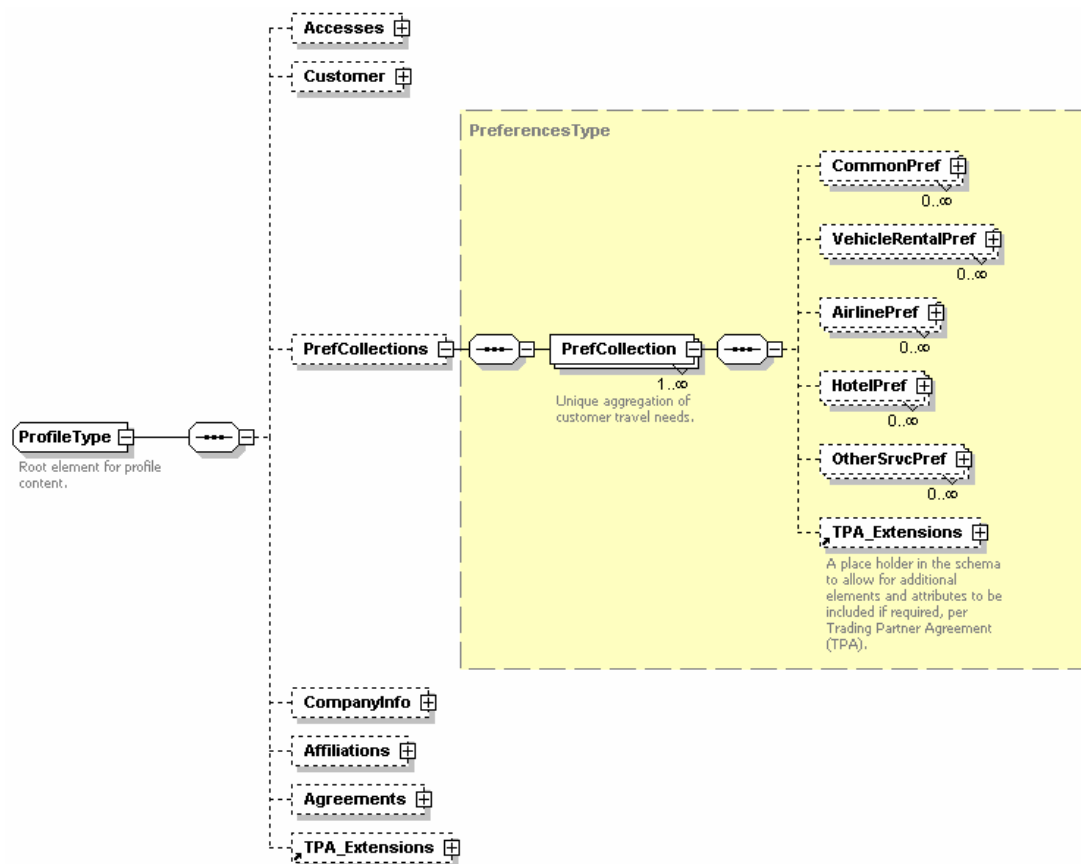 Accesses
Customer
PreferencesType
CommonPref
0..∞
VehicleRentalPref
0..∞
AirlinePref
0..∞
PrefCollections
PrefCollection
1..∞
Unique aggregation of
customer travel needs.
HotelPref
0..∞
OtherSrvcPref
0..∞
TPA_Extensions
A place holder in the schema
to allow for additional
elements and attributes to be
included if required, per
Trading Partner Agreement
(TPA).
ProfileType
Root element for profile
content.
CompanyInfo
Affiliations
Agreements
TPA_Extensions